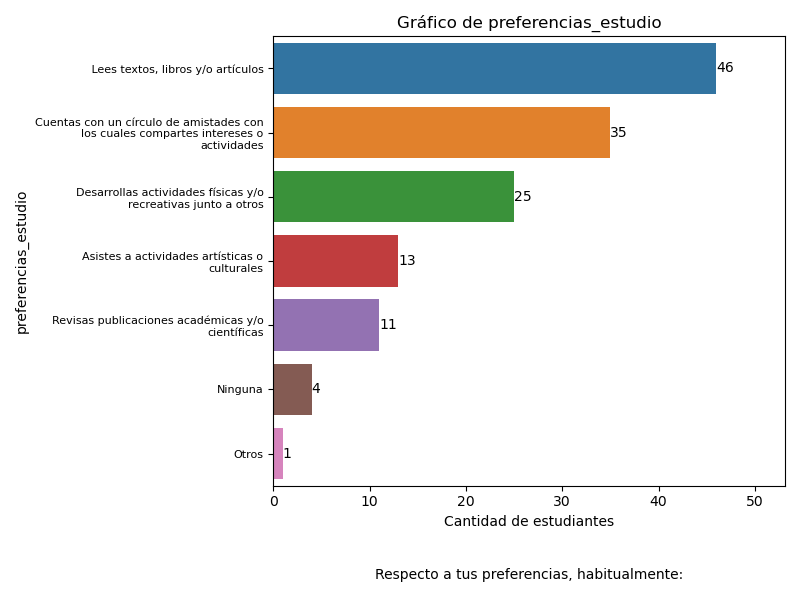 Gráfico de preferencias_estudio
Lees textos, libros y/o artículos
46
Cuentas con un círculo de amistades con
los cuales compartes intereses o
actividades
35
Desarrollas actividades físicas y/o
recreativas junto a otros
25
Asistes a actividades artísticas o
culturales
13
Revisas publicaciones académicas y/o
científicas
11
Ninguna
4
Otros
1
preferencias_estudio
0 10 20 30 40 50
Cantidad de estudiantes
Respecto a tus preferencias, habitualmente: